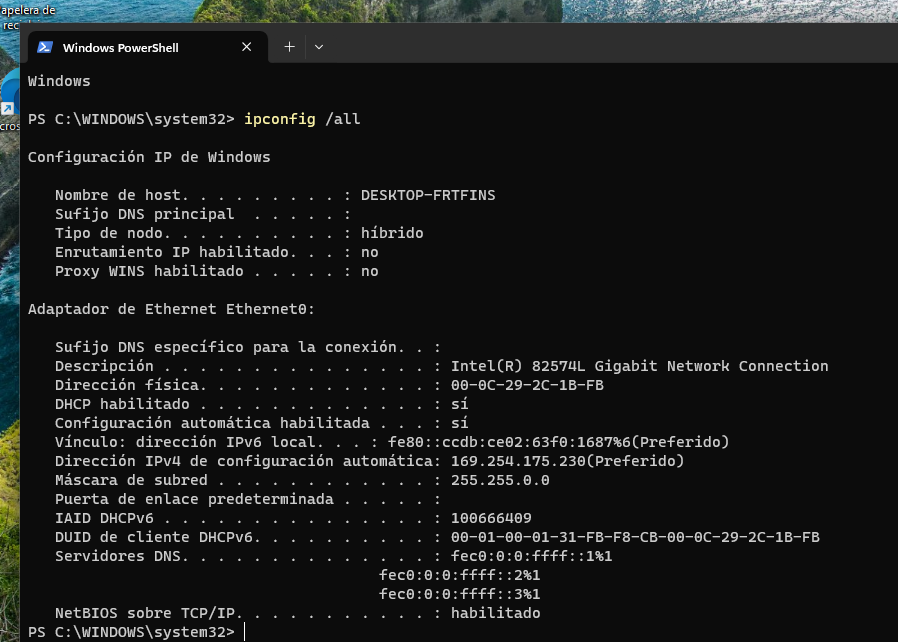 apelera de
Windows PowerShell
Windows
PS C:\WINDOWS\system32> ipconfig /all
Configuración IP de Windows
Nombre de host. . . . . . . . . : DESKTOP-FRTFINS
Sufijo DNS principal  . . . . . :
Tipo de nodo. . . . . . . . . . : híbrido
Enrutamiento IP habilitado. . . : no
Proxy WINS habilitado . . . . . : no
Adaptador de Ethernet Ethernet0:
Sufijo DNS específico para la conexión. . :
Descripción . . . . . . . . . . . . . . . : Intel(R) 82574L Gigabit Network Connection
Dirección física. . . . . . . . . . . . . : 00-0C-29-2C-1B-FB
DHCP habilitado . . . . . . . . . . . . . : sí
Configuración automática habilitada . . . : sí
Vínculo: dirección IPv6 local. . . : fe80::ccdb:ce02:63f0:1687%6(Preferido)
Dirección IPv4 de configuración automática: 169.254.175.230(Preferido)
Máscara de subred . . . . . . . . . . . . : 255.255.0.0
Puerta de enlace predeterminada . . . . . :
IAID DHCPv6 . . . . . . . . . . . . . . . : 100666409
DUID de cliente DHCPv6. . . . . . . . . . : 00-01-00-01-31-FB-F8-CB-00-0C-29-2C-1B-FB
Servidores DNS. . . . . . . . . . . . . . : fec0:0:0:ffff::1%1
fec0:0:0:ffff::2%1
fec0:0:0:ffff::3%1
NetBIOS sobre TCP/IP. . . . . . . . . . . : habilitado
PS C:\WINDOWS\system32>